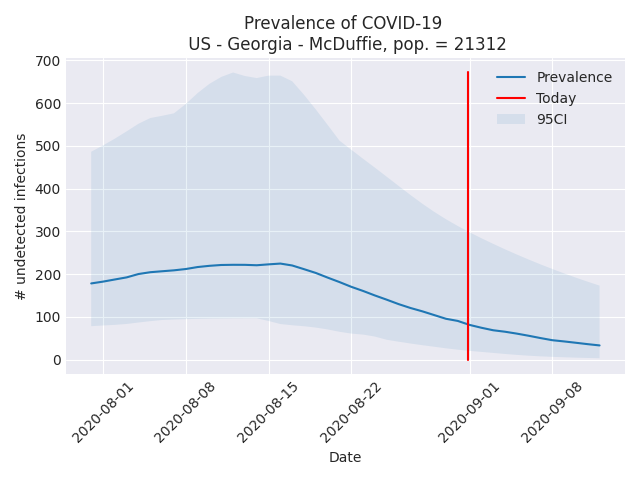 Prevalence of COVID-19
US - Georgia - McDuffie, pop. = 21312
Prevalence
Today
95CI
# undetected infections
700
600
500
400
300
200
100
0
2020-08-01
2020-08-08
2020-08-15
2020-08-22
2020-09-01
2020-09-08
Date